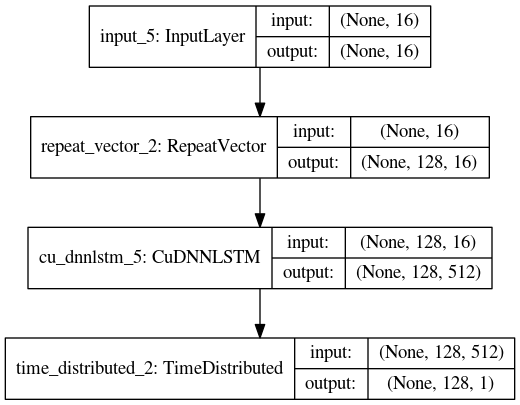 input_5: InputLayer
input:
(None, 16)
output:
(None, 16)
repeat_vector_2: RepeatVector
input:
(None, 16)
output:
(None, 128, 16)
cu_dnnlstm_5: CuDNNLSTM
input:
(None, 128, 16)
output:
(None, 128, 512)
time_distributed_2: TimeDistributed
input:
(None, 128, 512)
output:
(None, 128, 1)